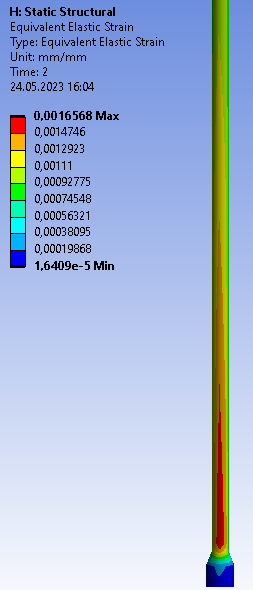 H: Static Structural
Equivalent Elastic Strain
Type: Equivalent Elastic Strain
Unit: mm/mm
Time: 2
24.05.2023 16:04
0,0016568 Max
0,0014746
0,0012923
0,00111
0,00092775
0,00074548
0,00056321
0,00038095
0,00019868
1,6409e-5 Min